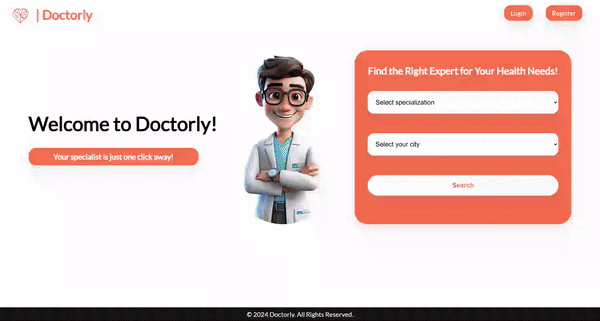 | Doctorly
Login
Register
Welcome to Doctorly!
Your specialist is just one click away!
Find the Right Expert for Your Health Needs!
Select specialization
Select your city
Search
© 2024 Doctorly. All Rights Reserved.